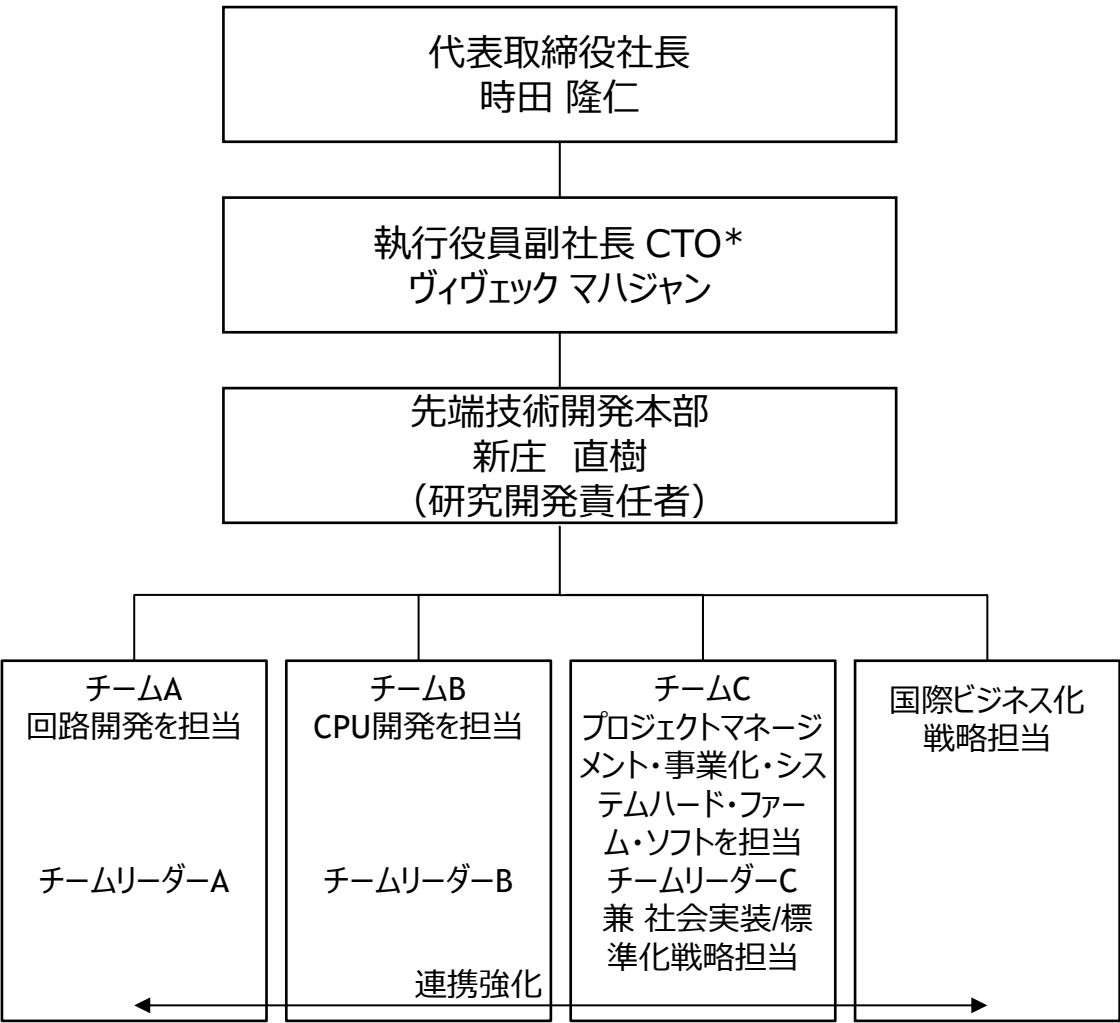 代表取締役社長
時田 隆仁
執行役員副社長 CTO*
ヴィヴェック マハジャン
先端技術開発本部
新庄　直樹
（研究開発責任者）
チームA
回路開発を担当
チームリーダーA
チームB
CPU開発を担当
チームリーダーB
チームC
プロジェクトマネージ
メント・事業化・シス
テムハード・ファー
ム・ソフトを担当
チームリーダーC
兼 社会実装/標
準化戦略担当
国際ビジネス化
戦略担当
連携強化